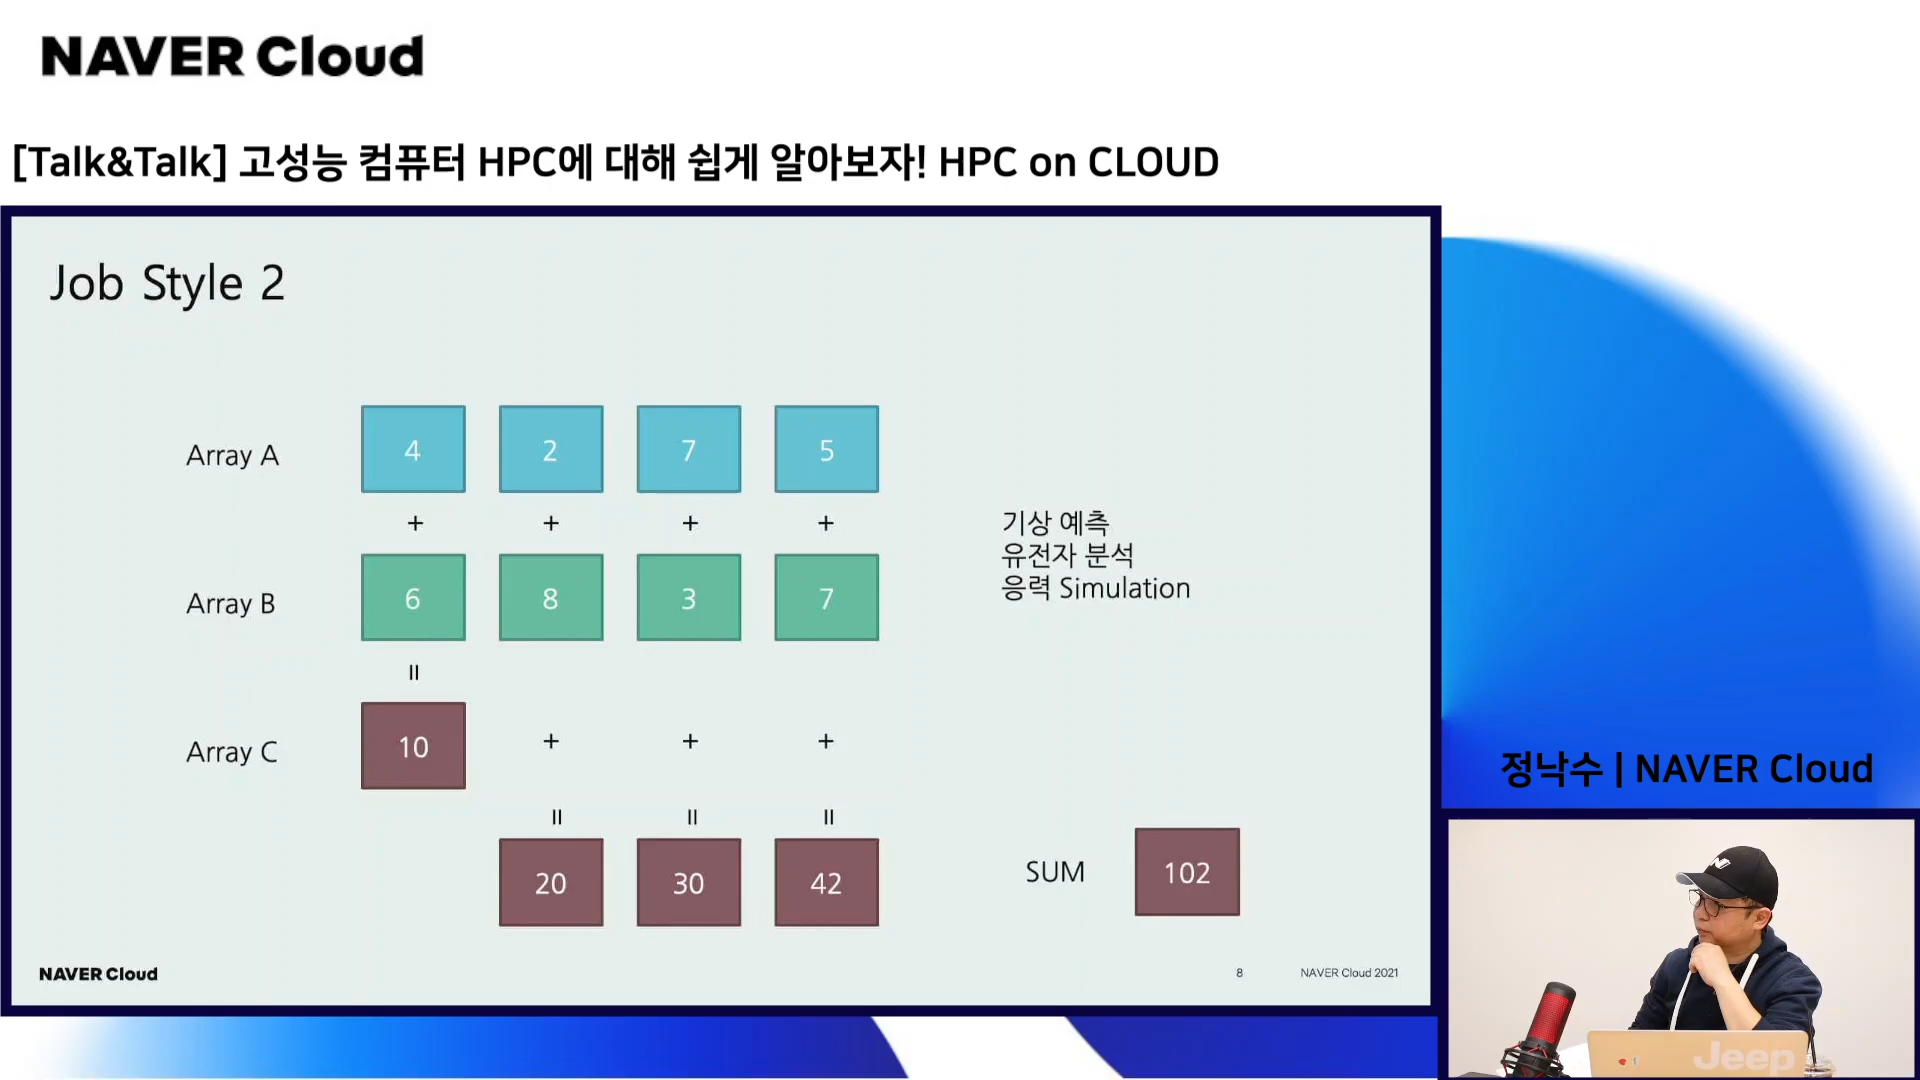 NAVER Cloud
[Talk&Talk] 고성능 컴퓨터 HPC에 대해 쉽게 알아보자! HPC on CLOUD
Job Style 2
Array A 4 2 7 5
+ + + +
Array B 6 8 3 7
=
Array C 10 + + +
= = =
20 30 42
기상 예측
유전자 분석
응력 Simulation
SUM 102
NAVER Cloud 8 NAVER Cloud 2021
정낙수 | NAVER Cloud
Jeep